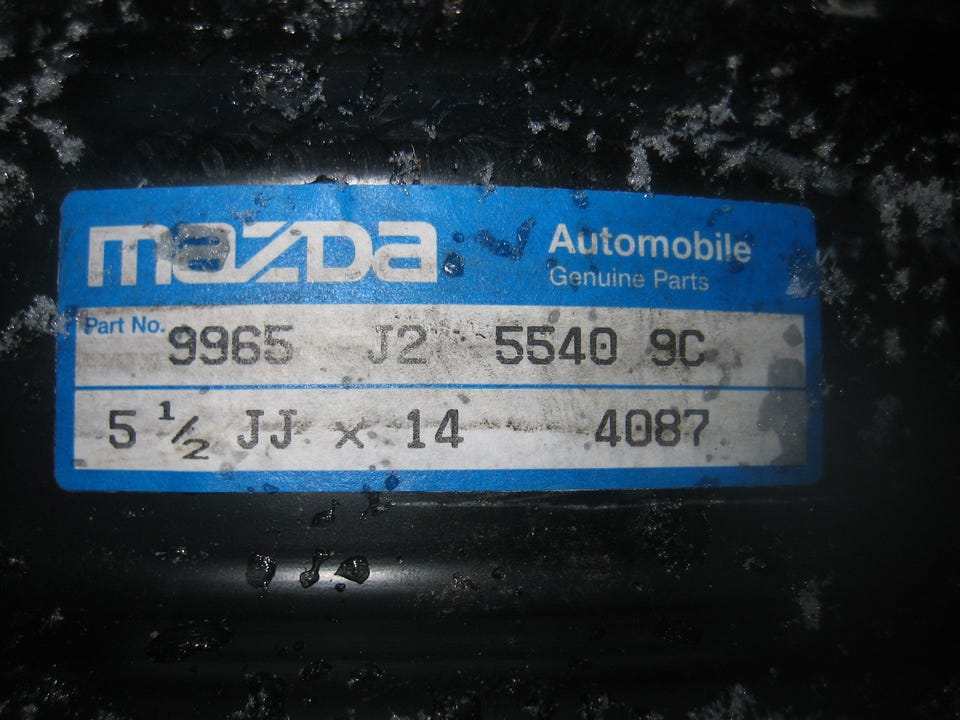 mazda Automobile
Genuine Parts
Part No. 9965 J2 5540 9C
5 1/2 JJ x 14 4087